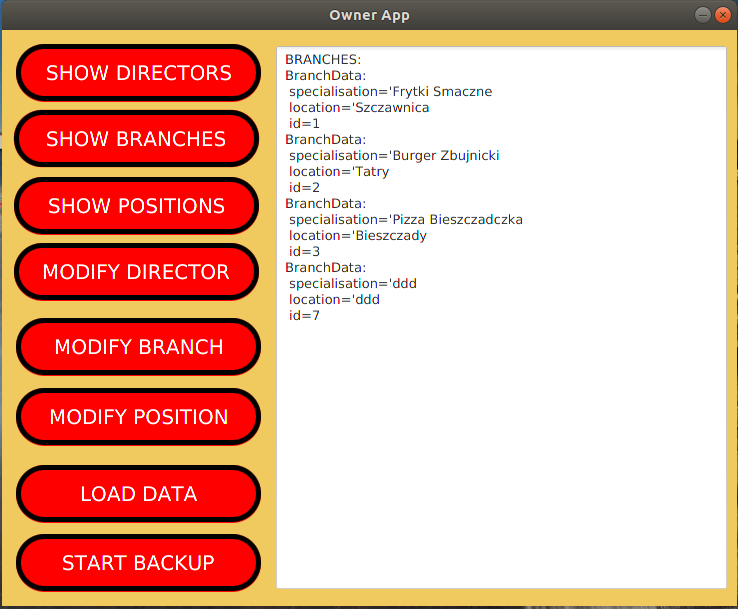 Owner App
SHOW DIRECTORS
SHOW BRANCHES
SHOW POSITIONS
MODIFY DIRECTOR
MODIFY BRANCH
MODIFY POSITION
LOAD DATA
START BACKUP
BRANCHES:
BranchData:
specialisation='Frytki Smaczne
location='Szczawnica
id=1
BranchData:
specialisation='Burger Zbujnicki
location='Tatry
id=2
BranchData:
specialisation='Pizza Bieszczadczka
location='Bieszczady
id=3
BranchData:
specialisation='ddd
location='ddd
id=7